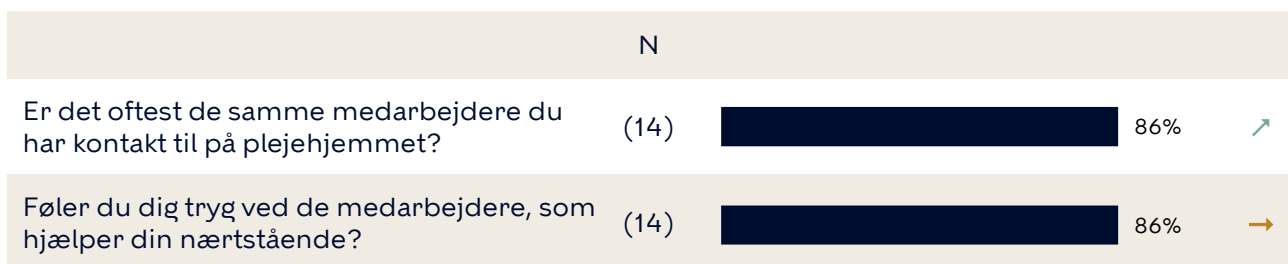 N
Er det oftest de samme medarbejdere du
har kontakt til på plejehjemmet?
(14)
86%
↗
Føler du dig tryg ved de medarbejdere, som
hjælper din nærtstående?
(14)
86%
→